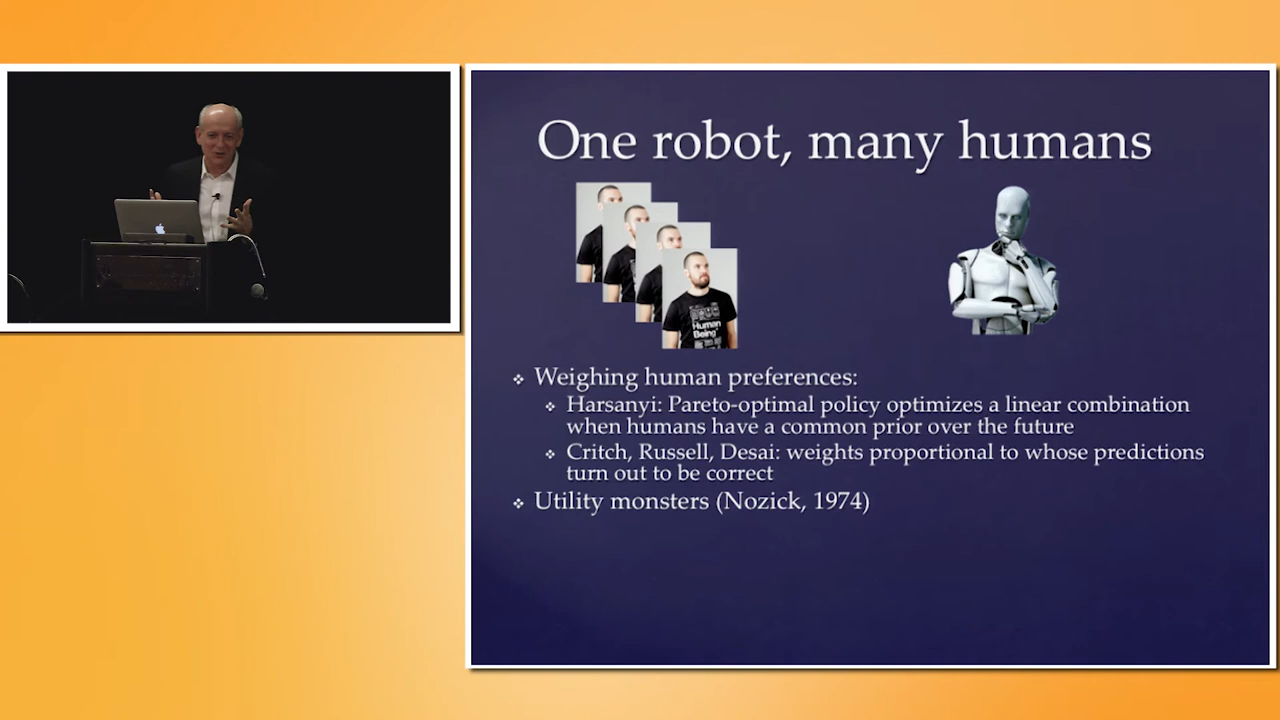 One robot, many humans
Human
Being
Weighing human preferences:
Harsanyi: Pareto-optimal policy optimizes a linear combination
when humans have a common prior over the future
Critch, Russell, Desai: weights proportional to whose predictions
turn out to be correct
Utility monsters (Nozick, 1974)